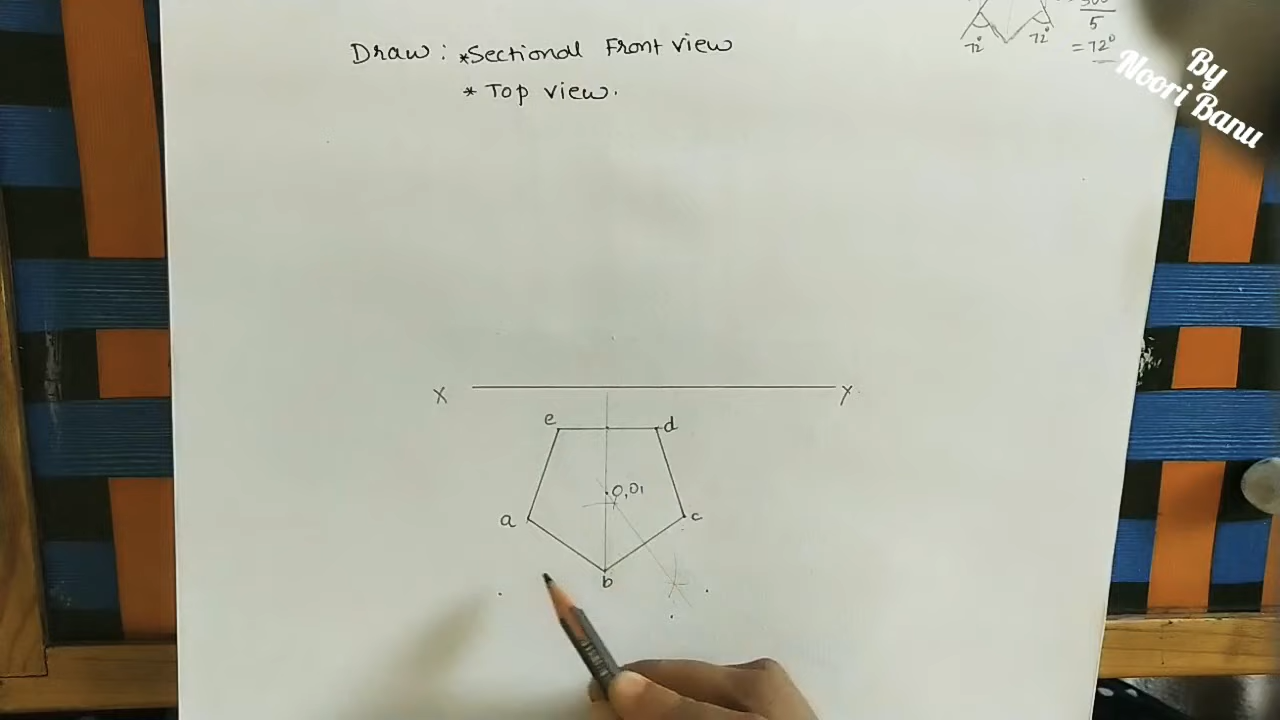 Draw : *Sectional Front view
* Top view.
5
72°
72°
= 72°
By
Noori Banu
X
Y
e
d
O,O1
a
c
b